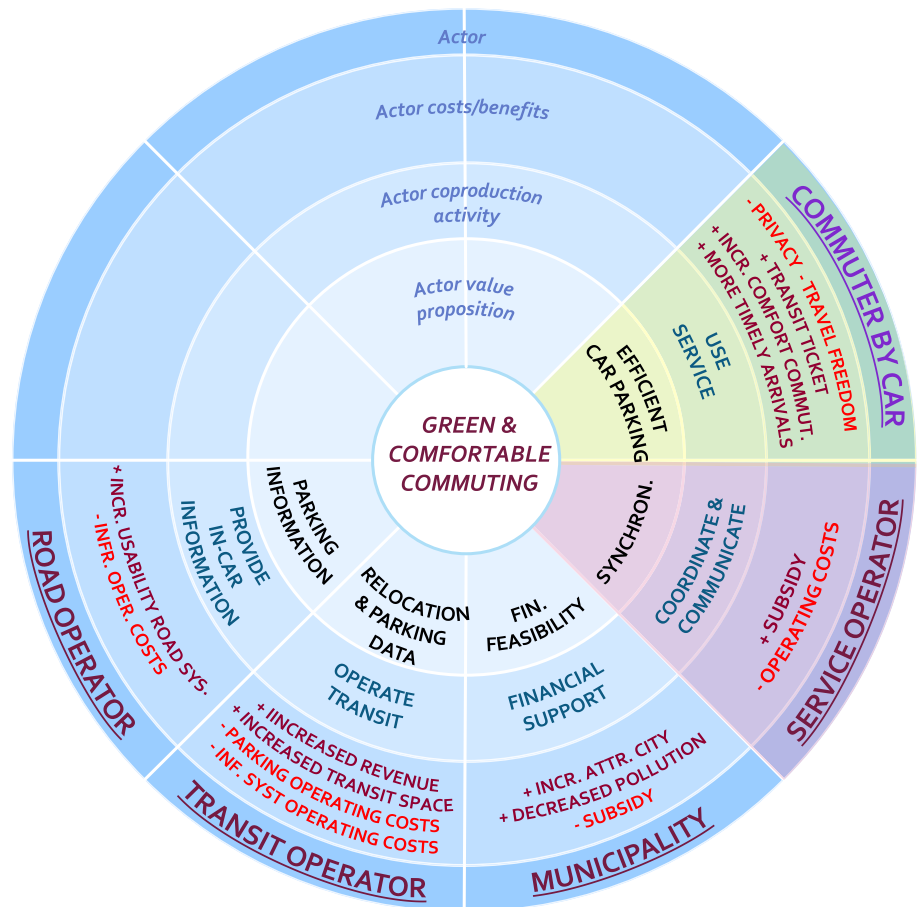 Actor
Actor costs/benefits
Actor coproduction
activity
Actor value
proposition
GREEN &
COMFORTABLE
COMMUTING
COMMUTER BY CAR
- PRIVACY - TRAVEL FREEDOM
+ TRANSIT TICKET
+ INCR. COMFORT COMMUT.
+ MORE TIMELY ARRIVALS
USE
SERVICE
EFFICIENT
CAR PARKING
SERVICE OPERATOR
+ SUBSIDY
- OPERATING COSTS
COORDINATE &
COMMUNICATE
SYNCHRON.
MUNICIPALITY
+ INCR. ATTR. CITY
+ DECREASED POLLUTION
- SUBSIDY
FINANCIAL
SUPPORT
FIN.
FEASIBILITY
TRANSIT OPERATOR
+ IINCREASED REVENUE
+ INCREASED TRANSIT SPACE
- PARKING OPERATING COSTS
- INF. SYST OPERATING COSTS
OPERATE
TRANSIT
RELOCATION
& PARKING
DATA
ROAD OPERATOR
+ INCR. USABILITY ROAD SYS.
- INFR. OPER. COSTS
PROVIDE
IN-CAR
INFORMATION
PARKING
INFORMATION